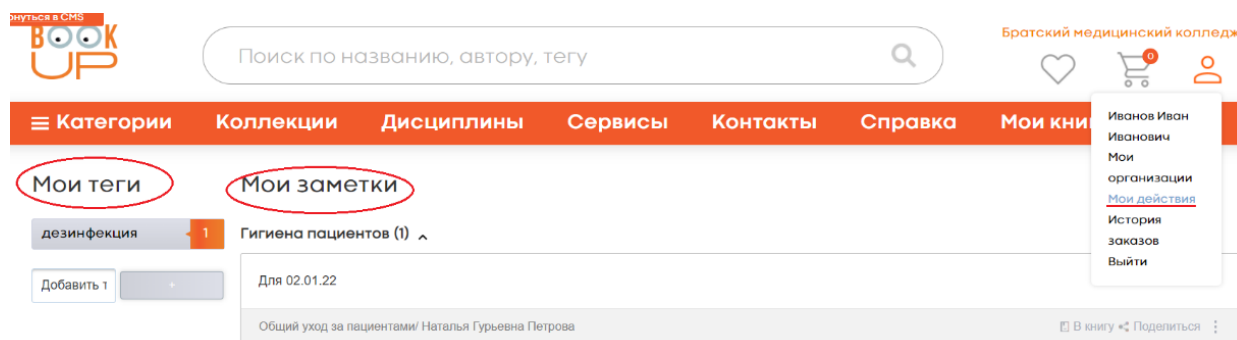 рнуться в CMS
BOOK
UP
Поиск по названию, автору, тегу
Братский медицинский колледж
0
Категории Коллекции Дисциплины Сервисы Контакты Справка Мои кни
Иванов Иван
Иванович
Мои
организации
Мои действия
История
заказов
Выйти
Мои теги
дезинфекция 1
Добавить т +
Мои заметки
Гигиена пациентов (1)
Для 02.01.22
Общий уход за пациентами/ Наталья Гурьевна Петрова
В книгу Поделиться